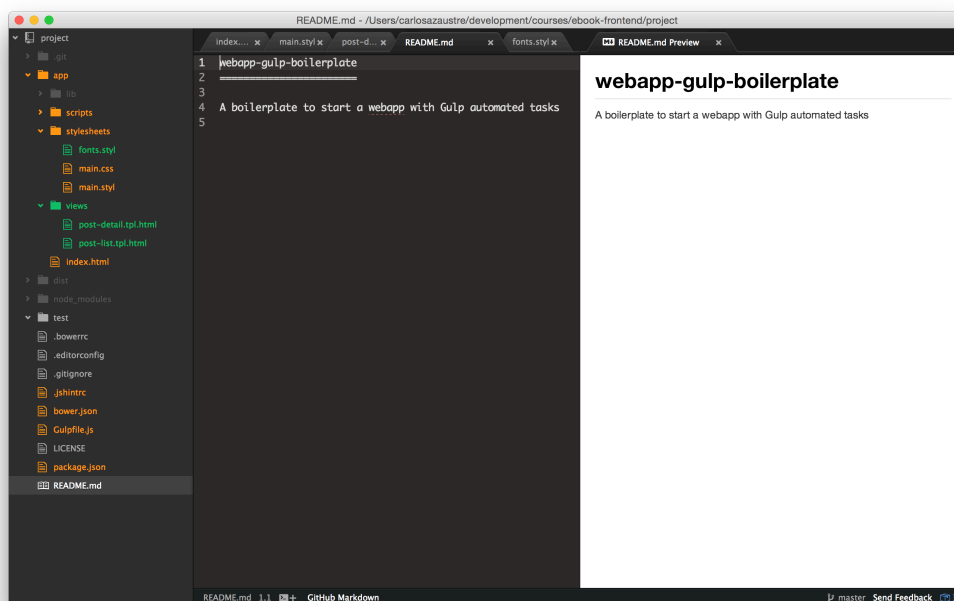 README.md - /Users/carlosazaustre/development/courses/ebook-frontend/project
project
.git
app
lib
scripts
stylesheets
fonts.styl
main.css
main.styl
views
post-detail.tpl.html
post-list.tpl.html
index.html
dist
node_modules
test
.bowerrc
.editorconfig
.gitignore
.jshintrc
bower.json
Gulpfile.js
LICENSE
package.json
README.md
index.... main.styl post-d... README.md fonts.styl
1 webapp-gulp-boilerplate
2 =======================
3
4 A boilerplate to start a webapp with Gulp automated tasks
5
README.md Preview
webapp-gulp-boilerplate
A boilerplate to start a webapp with Gulp automated tasks
README.md 1,1 GitHub Markdown master Send Feedback